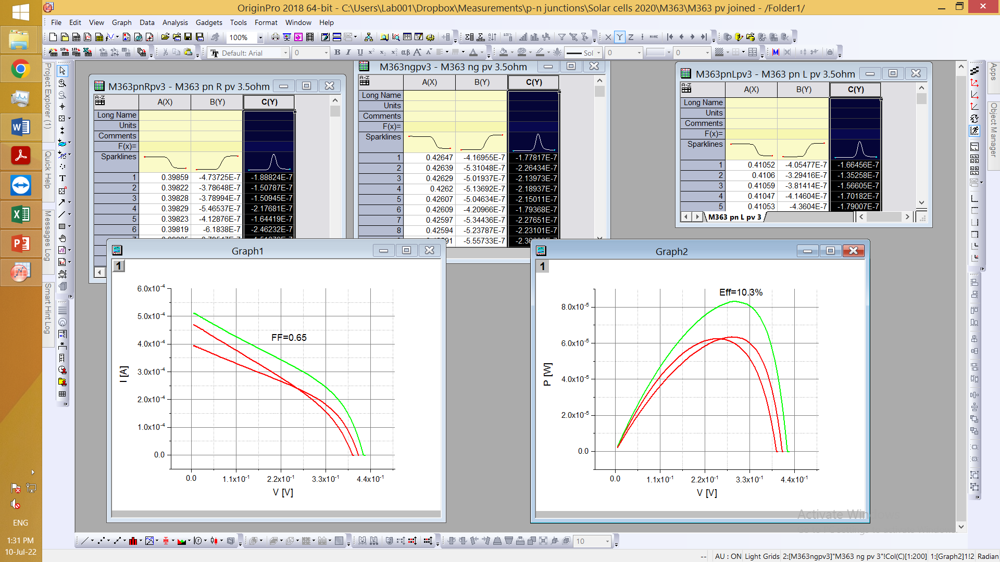 OriginPro 2018 64-bit - C:\Users\Lab001\Dropbox\Measurements\p-n junctions\Solar cells 2020\M363\M363 pv joined - /Folder1/
File Edit View Graph Data Analysis Gadgets Tools Format Window Help
100%
Default: Arial 0 B I U αβ A A A Sol 0 0
Project Explorer (1)
Quick Help
Messages Log
Smart Hint Log
Apps
Object Manager
M363pnRpv3 - M363 pn R pv 3.5ohm
A(X) B(Y) C(Y)
Long Name
Units
Comments
F(x)=
Sparklines
1 0.39859 -4.73725E-7 -1.88824E-7
2 0.39822 -3.78648E-7 -1.50787E-7
3 0.39828 -3.78994E-7 -1.50945E-7
4 0.39829 -5.46537E-7 -2.17681E-7
5 0.39823 -4.12876E-7 -1.64419E-7
6 0.39819 -6.1838E-7 -2.46232E-7
M363ngpv3 - M363 ng pv 3.5ohm
A(X) B(Y) C(Y)
Long Name
Units
Comments
F(x)=
Sparklines
1 0.42647 -4.16955E-7 -1.77817E-7
2 0.42639 -5.31048E-7 -2.26434E-7
3 0.42629 -5.01937E-7 -2.13973E-7
4 0.4262 -5.13692E-7 -2.18937E-7
5 0.42607 -5.04634E-7 -2.15011E-7
6 0.42609 -4.20966E-7 -1.79368E-7
7 0.42597 -5.34436E-7 -2.27651E-7
8 0.42594 -5.23787E-7 -2.23101E-7
-5.55733E-7
M363pnLpv3 - M363 pn L pv 3.5ohm
A(X) B(Y) C(Y)
Long Name
Units
Comments
F(x)=
Sparklines
1 0.41052 -4.05477E-7 -1.66456E-7
2 0.4106 -3.29416E-7 -1.35258E-7
3 0.41059 -3.81414E-7 -1.56605E-7
4 0.41047 -4.14604E-7 -1.70182E-7
5 0.41053 -4.3604E-7 -1.79007E-7
M363 pn L pv 3
Graph1
1
6.0x10⁻⁴
5.0x10⁻⁴
4.0x10⁻⁴
3.0x10⁻⁴
2.0x10⁻⁴
1.0x10⁻⁴
0.0
I [A]
FF=0.65
0.0 1.1x10⁻¹ 2.2x10⁻¹ 3.3x10⁻¹ 4.4x10⁻¹
V [V]
Graph2
1
Eff=10.3%
8.0x10⁻⁵
6.0x10⁻⁵
4.0x10⁻⁵
2.0x10⁻⁵
0.0
P [W]
0.0 1.1x10⁻¹ 2.2x10⁻¹ 3.3x10⁻¹ 4.4x10⁻¹
V [V]
Activate Windows
ENG
1:31 PM
10-Jul-22
10
-- AU : ON Light Grids 2:[M363ngpv3]"M363 ng pv 3"!Col(C)[1:200] 1:[Graph2]1!2 Radian